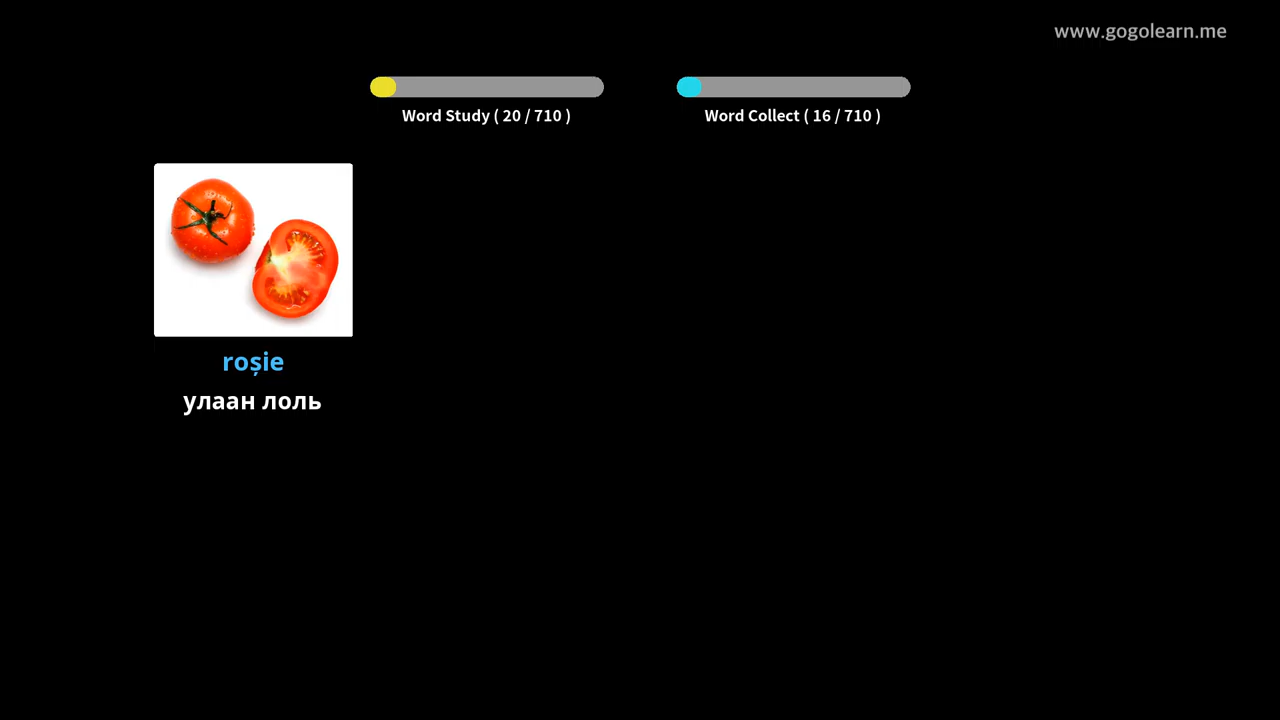 www.gogolearn.me
Word Study ( 20 / 710 )
Word Collect ( 16 / 710 )
roșie
улаан лоль